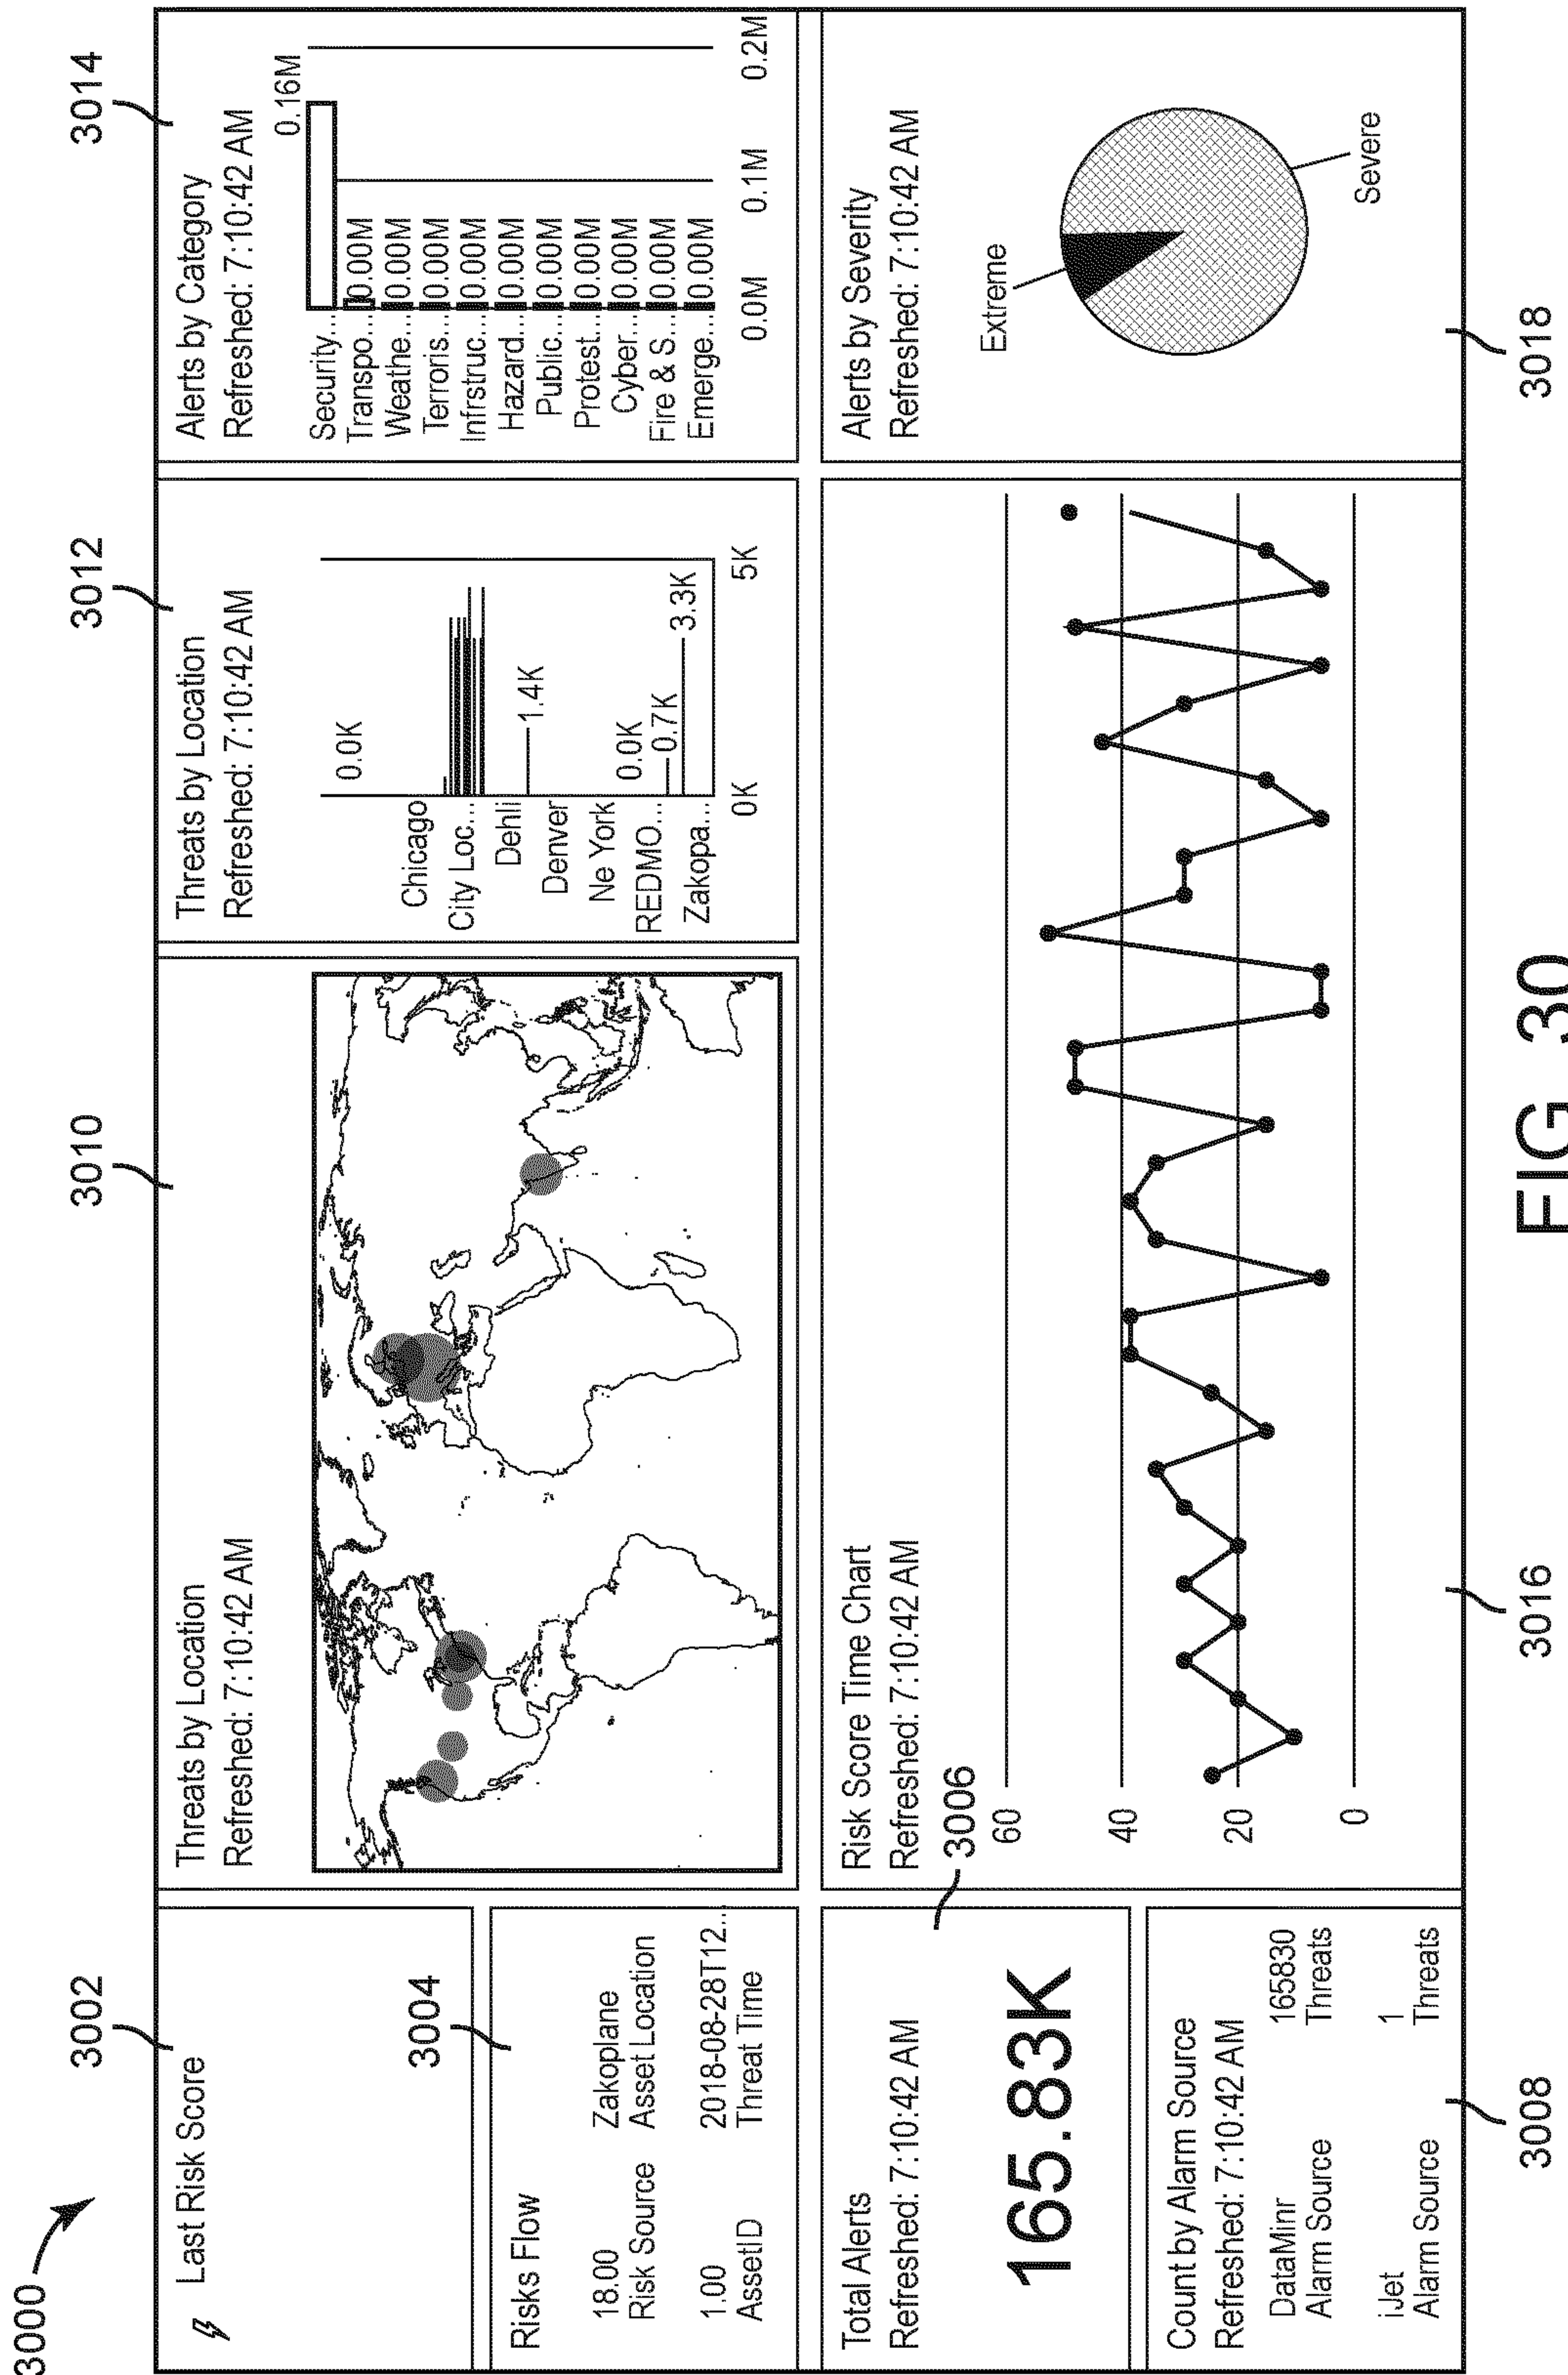 3000
3002
Last Risk Score
3004
Risks Flow
18.00
Risk Source
Zakoplane
Asset Location
1.00
AssetID
2018-08-28T12...
Threat Time
3006
Total Alerts
Refreshed: 7:10:42 AM
165.83K
3008
Count by Alarm Source
Refreshed: 7:10:42 AM
DataMinr
Alarm Source
165830
Threats
iJet
Alarm Source
1
Threats
3010
Threats by Location
Refreshed: 7:10:42 AM
3012
Threats by Location
Refreshed: 7:10:42 AM
0.0K
Chicago
City Loc...
Dehli
1.4K
Denver
Ne York
0.0K
REDMO...
0.7K
Zakopa...
3.3K
0K
5K
3014
Alerts by Category
Refreshed: 7:10:42 AM
0.16M
Security...
Transpo...
0.00M
Weathe...
0.00M
Terroris...
0.00M
Infrstruc...
0.00M
Hazard...
0.00M
Public...
0.00M
Protest...
0.00M
Cyber...
0.00M
Fire & S...
0.00M
Emerge...
0.00M
0.0M
0.1M
0.2M
3016
Risk Score Time Chart
Refreshed: 7:10:42 AM
60
40
20
0
3018
Alerts by Severity
Refreshed: 7:10:42 AM
Extreme
Severe
FIG. 30